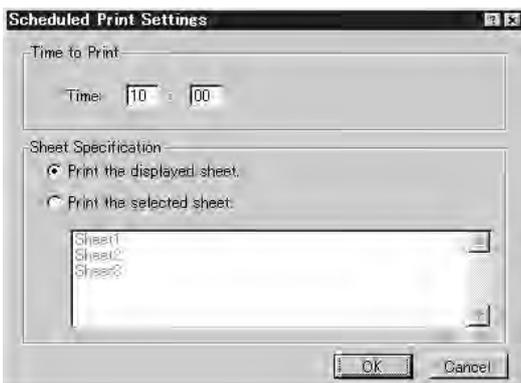 Scheduled Print Settings
Time to Print
Time: 10 : 00
Sheet Specification
Print the displayed sheet.
Print the selected sheet:
Sheet1
Sheet2
Sheet3
OK Cancel